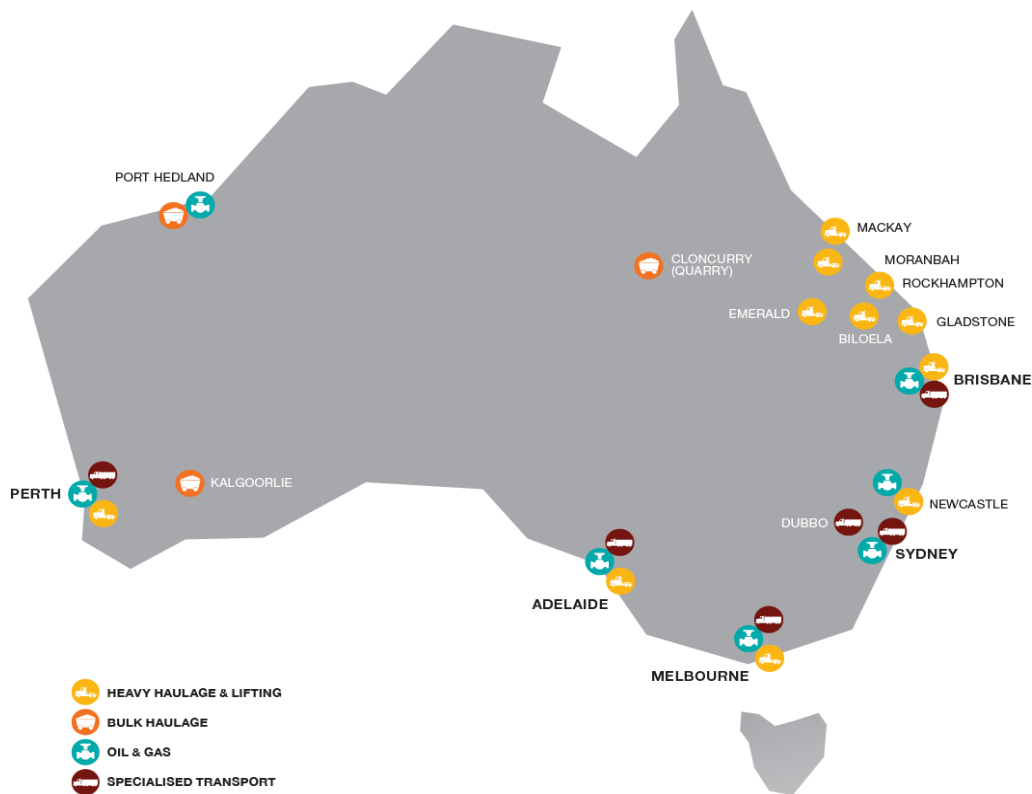 PORT HEDLAND
MACKAY
CLONCURRY
(QUARRY)
MORANBAH
ROCKHAMPTON
EMERALD
GLADSTONE
BILOELA
BRISBANE
KALGOORLIE
PERTH
NEWCASTLE
DUBBO
SYDNEY
ADELAIDE
MELBOURNE
HEAVY HAULAGE & LIFTING
BULK HAULAGE
OIL & GAS
SPECIALISED TRANSPORT